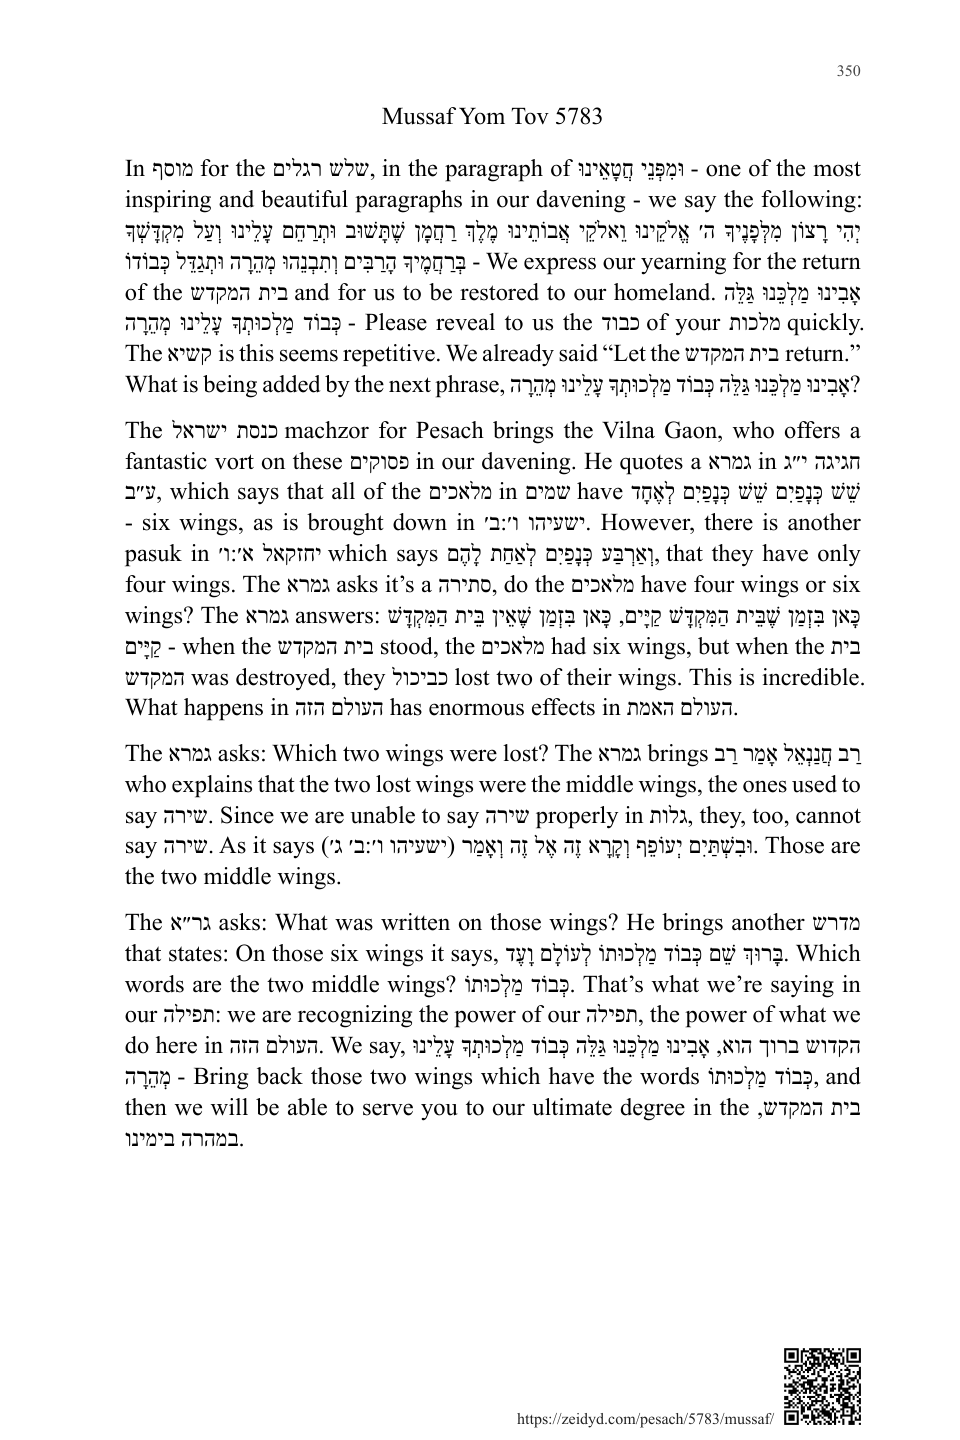 350
Mussaf Yom Tov 5783
In מוסף for the שלש רגלים, in the paragraph of וּמִפְּנֵי חֲטָאֵינוּ - one of the most
inspiring and beautiful paragraphs in our davening - we say the following:
יְהִי רָצוֹן מִלְּפָנֶיךָ ה׳ אֱלֹקֵינוּ וֵאלֹקֵי אֲבוֹתֵינוּ מֶלֶךְ רַחֲמָן שֶׁתָּשׁוּב וּתְרַחֵם עָלֵינוּ וְעַל מִקְדָּשְׁךָ
בְּרַחֲמֶיךָ הָרַבִּים וְתִבְנֵהוּ מְהֵרָה וּתְגַדֵּל כְּבוֹדוֹ - We express our yearning for the return
of the בית המקדש and for us to be restored to our homeland. אָבִינוּ מַלְכֵּנוּ גַּלֵּה
כְּבוֹד מַלְכוּתְךָ עָלֵינוּ מְהֵרָה - Please reveal to us the כבוד of your מלכות quickly.
The קשיא is this seems repetitive. We already said “Let the בית המקדש return.”
What is being added by the next phrase, אָבִינוּ מַלְכֵּנוּ גַּלֵּה כְּבוֹד מַלְכוּתְךָ עָלֵינוּ מְהֵרָה?
The כנסת ישראל machzor for Pesach brings the Vilna Gaon, who offers a
fantastic vort on these פסוקים in our davening. He quotes a גמרא in חגיגה י״ג
ע״ב, which says that all of the מלאכים in שמים have שֵׁשׁ כְּנָפַיִם שֵׁשׁ כְּנָפַיִם לְאֶחָד
- six wings, as is brought down in ישעיהו ו׳:ב׳. However, there is another
pasuk in יחזקאל א׳:ו׳ which says וְאַרְבַּע כְּנָפַיִם לְאַחַת לָהֶם, that they have only
four wings. The גמרא asks it’s a סתירה, do the מלאכים have four wings or six
wings? The גמרא answers: כָּאן בִּזְמַן שֶׁבֵּית הַמִּקְדָּשׁ קַיָּים, כָּאן בִּזְמַן שֶׁאֵין בֵּית הַמִּקְדָּשׁ
קַיָּים - when the בית המקדש stood, the מלאכים had six wings, but when the בית
המקדש was destroyed, they כביכול lost two of their wings. This is incredible.
What happens in העולם הזה has enormous effects in העולם האמת.
The גמרא asks: Which two wings were lost? The גמרא brings רַב חֲנַנְאֵל אָמַר רַב
who explains that the two lost wings were the middle wings, the ones used to
say שירה. Since we are unable to say שירה properly in גלות, they, too, cannot
say שירה. As it says וּבִשְׁתַּיִם יְעוֹפֵף וְקָרָא זֶה אֶל זֶה וְאָמַר (ישעיהו ו׳:ב׳ ג׳). Those are
the two middle wings.
The גר״א asks: What was written on those wings? He brings another מדרש
that states: On those six wings it says, בָּרוּךְ שֵׁם כְּבוֹד מַלְכוּתוֹ לְעוֹלָם וָעֶד. Which
words are the two middle wings? כְּבוֹד מַלְכוּתוֹ. That’s what we’re saying in
our תפילה: we are recognizing the power of our תפילה, the power of what we
do here in העולם הזה. We say, הקדוש ברוך הוא, אָבִינוּ מַלְכֵּנוּ גַּלֵּה כְּבוֹד מַלְכוּתְךָ עָלֵינוּ
מְהֵרָה - Bring back those two wings which have the words כְּבוֹד מַלְכוּתוֹ, and
then we will be able to serve you to our ultimate degree in the בית המקדש,
במהרה בימינו.
https://zeidyd.com/pesach/5783/mussaf/